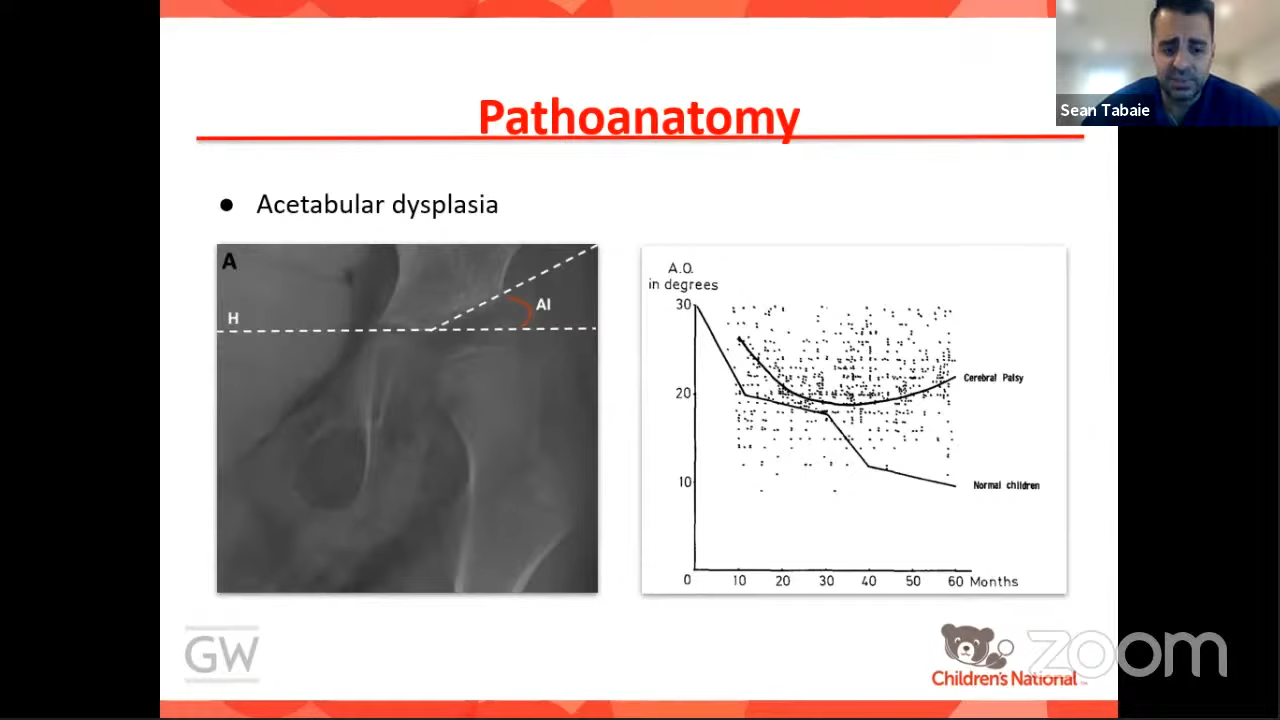 Sean Tabaie
Pathoanatomy
● Acetabular dysplasia
A
H
AI
A.O.
in degrees
30
20
10
0 10 20 30 40 50 60 Months
Cerebral Palsy
Normal children
GW
Children's National™
zoom